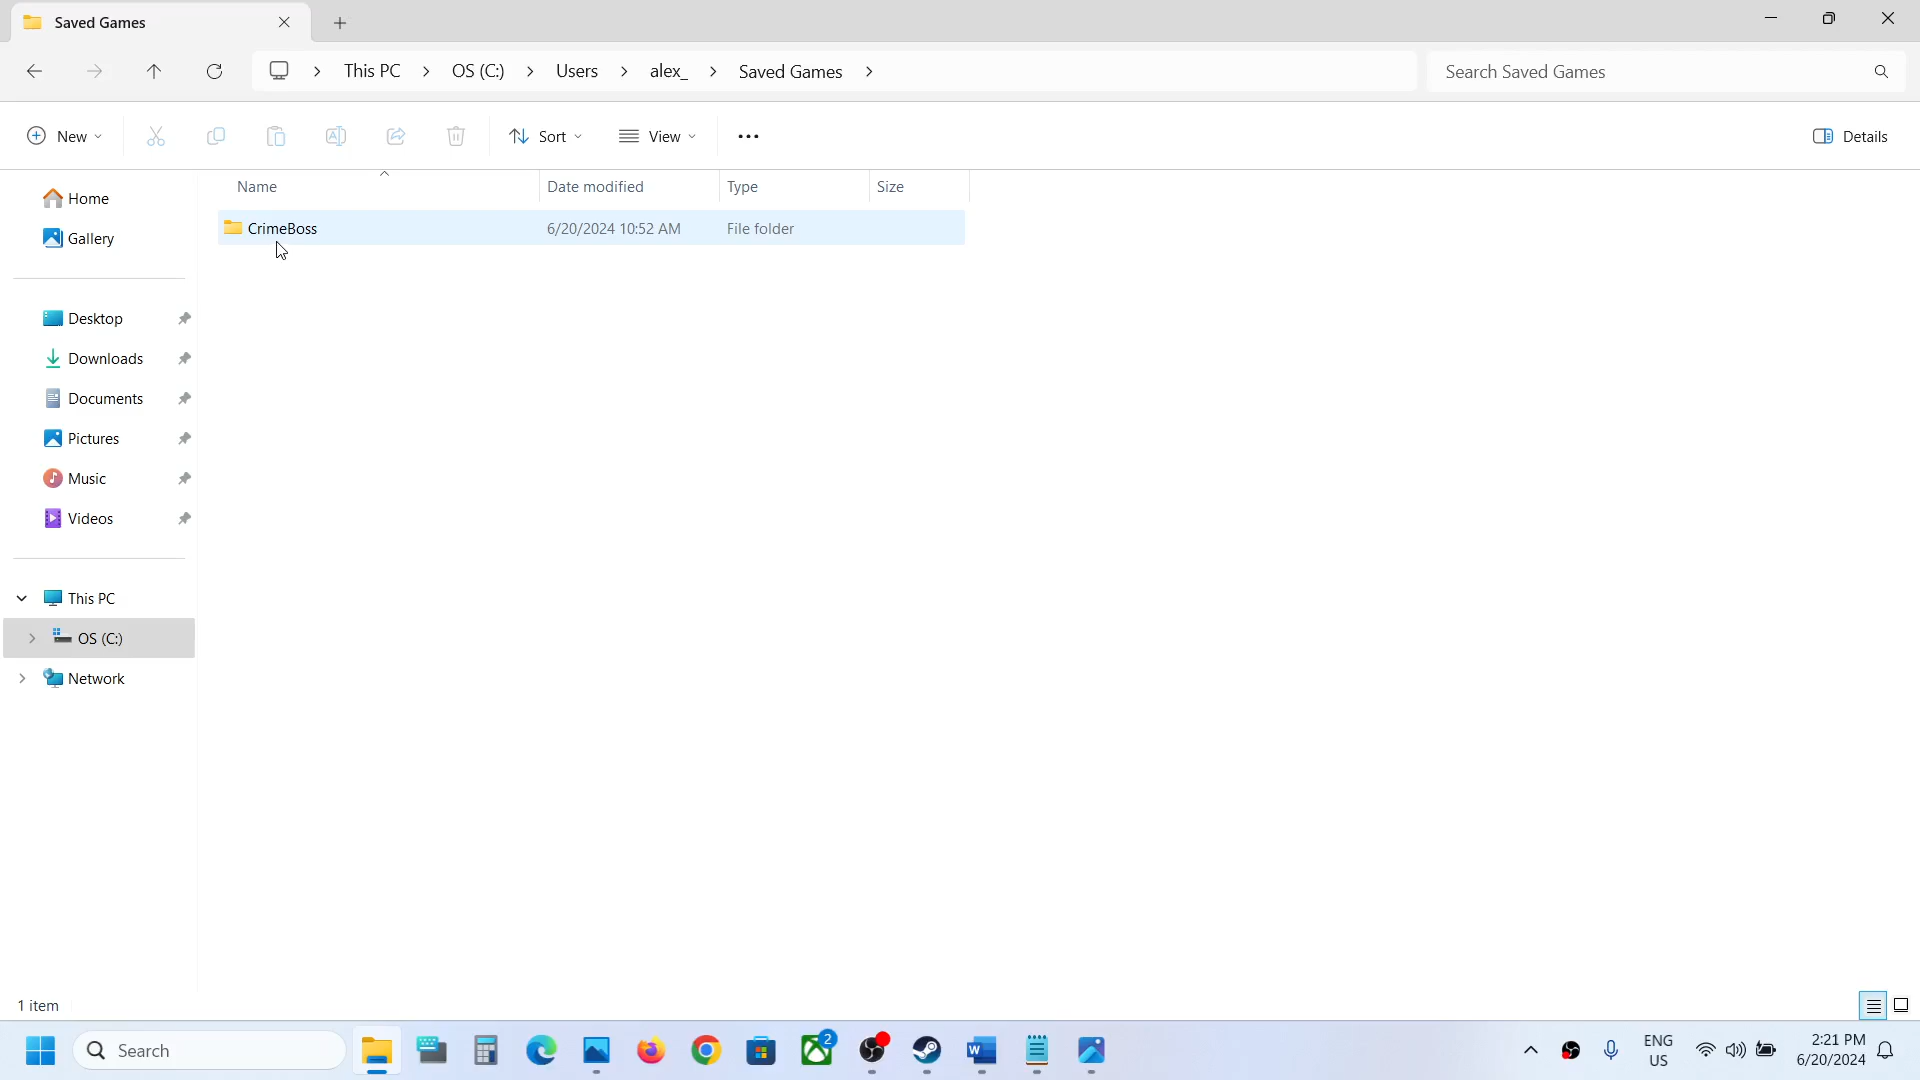 Saved Games
This PC > OS (C:) > Users > alex_ > Saved Games >
Search Saved Games
New
Sort
View
Details
Name
Date modified
Type
Size
CrimeBoss
6/20/2024 10:52 AM
File folder
Home
Gallery
Desktop
Downloads
Documents
Pictures
Music
Videos
This PC
OS (C:)
Network
1 item
Search
2
ENG
US
2:21 PM
6/20/2024